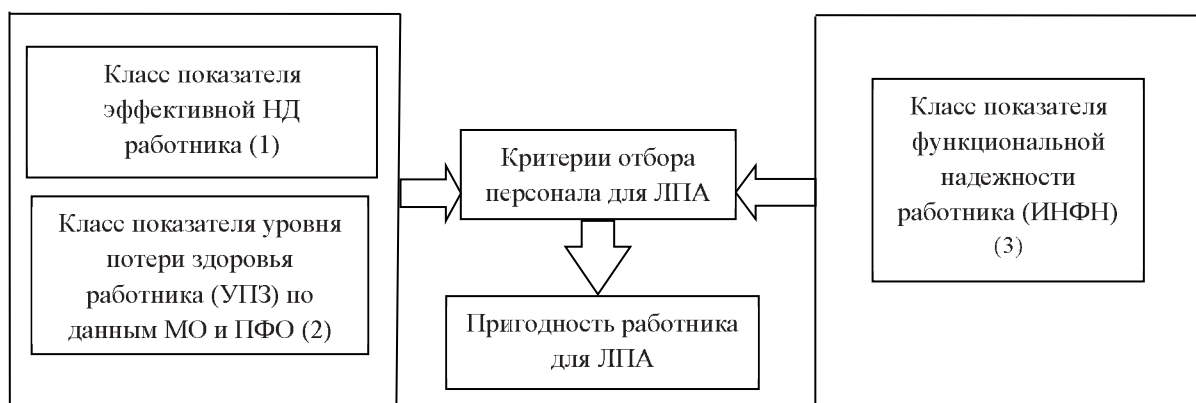 Класс показателя
эффективной НД
работника (1)
Класс показателя уровня
потери здоровья
работника (УПЗ) по
данным МО и ПФО (2)
Критерии отбора
персонала для ЛПА
Пригодность работника
для ЛПА
Класс показателя
функциональной
надежности
работника (ИНФН)
(3)